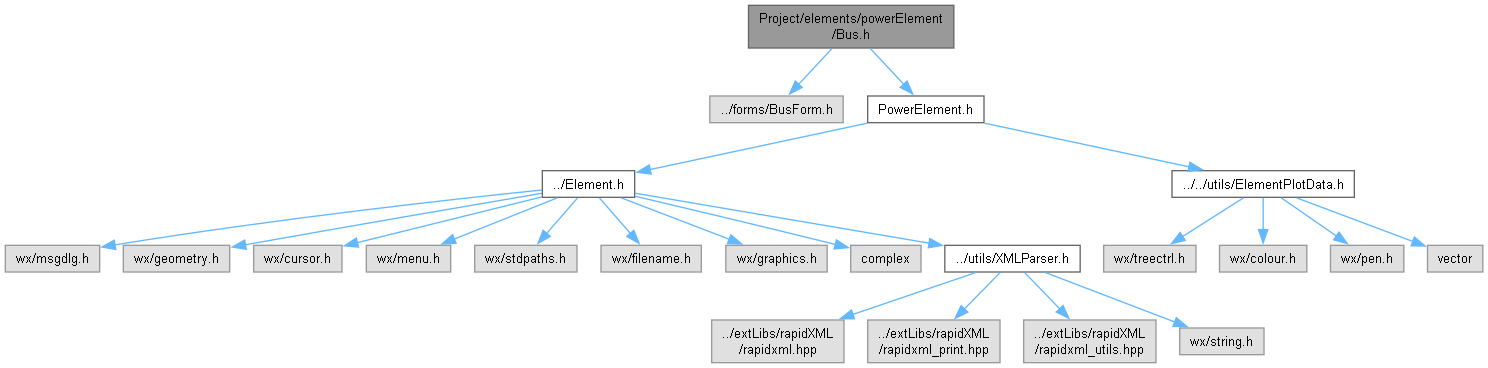 Project/elements/powerElement
/Bus.h
../forms/BusForm.h
PowerElement.h
../Element.h
../../utils/ElementPlotData.h
wx/msgdlg.h
wx/geometry.h
wx/cursor.h
wx/menu.h
wx/stdpaths.h
wx/filename.h
wx/graphics.h
complex
../utils/XMLParser.h
wx/treectrl.h
wx/colour.h
wx/pen.h
vector
../extLibs/rapidXML
/rapidxml.hpp
../extLibs/rapidXML
/rapidxml_print.hpp
../extLibs/rapidXML
/rapidxml_utils.hpp
wx/string.h